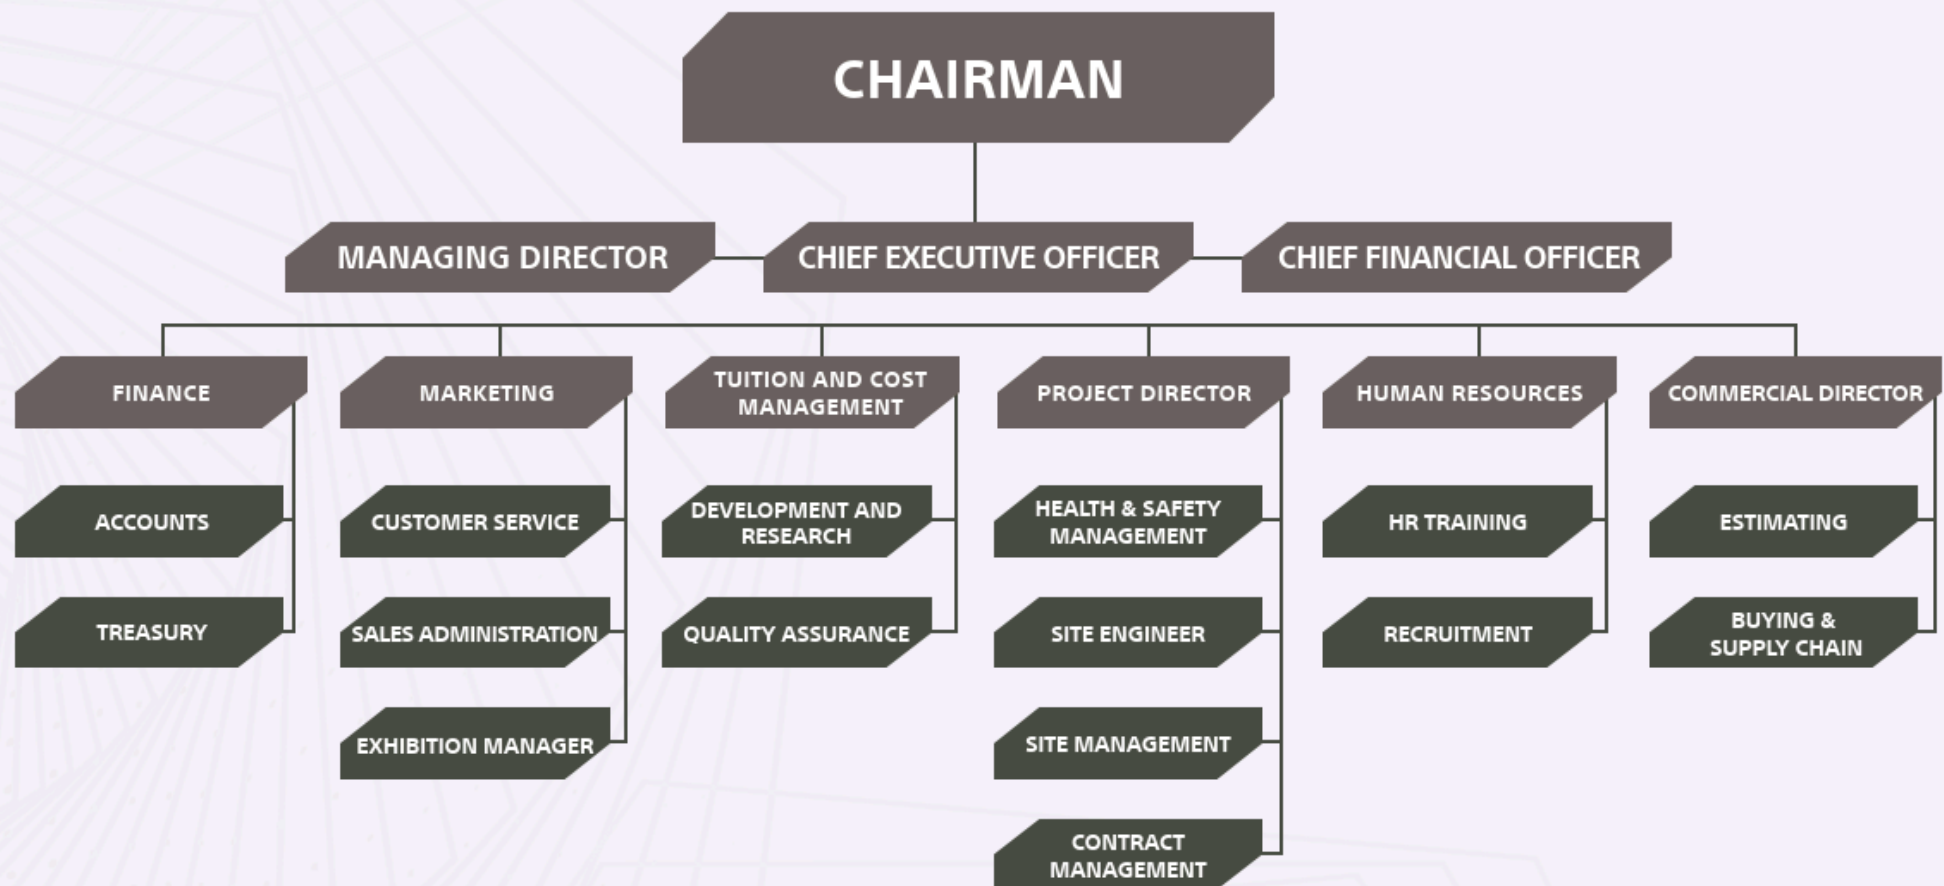 CHAIRMAN
MANAGING DIRECTOR
CHIEF EXECUTIVE OFFICER
CHIEF FINANCIAL OFFICER
FINANCE
ACCOUNTS
TREASURY
MARKETING
CUSTOMER SERVICE
SALES ADMINISTRATION
EXHIBITION MANAGER
TUITION AND COST
MANAGEMENT
DEVELOPMENT AND
RESEARCH
QUALITY ASSURANCE
PROJECT DIRECTOR
HEALTH & SAFETY
MANAGEMENT
SITE ENGINEER
SITE MANAGEMENT
CONTRACT
MANAGEMENT
HUMAN RESOURCES
HR TRAINING
RECRUITMENT
COMMERCIAL DIRECTOR
ESTIMATING
BUYING &
SUPPLY CHAIN